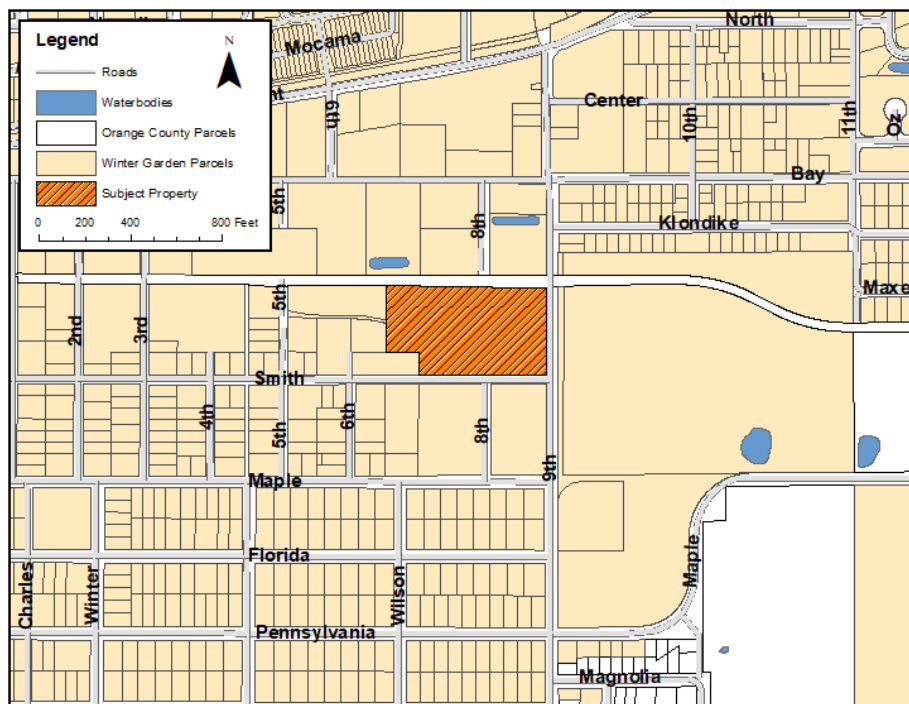 Legend
N
Roads
Waterbodies
Orange County Parcels
Winter Garden Parcels
Subject Property
0 200 400 800 Feet
North
Mocama
nt
6th
Center
10th
11th
Oz
Bay
5th
8th
Klondike
Maxe
5th
2nd
3rd
Smith
4th
5th
6th
8th
9th
Maple
Florida
Maple
Charles
Winter
Wilson
Pennsylvania
Magnolia